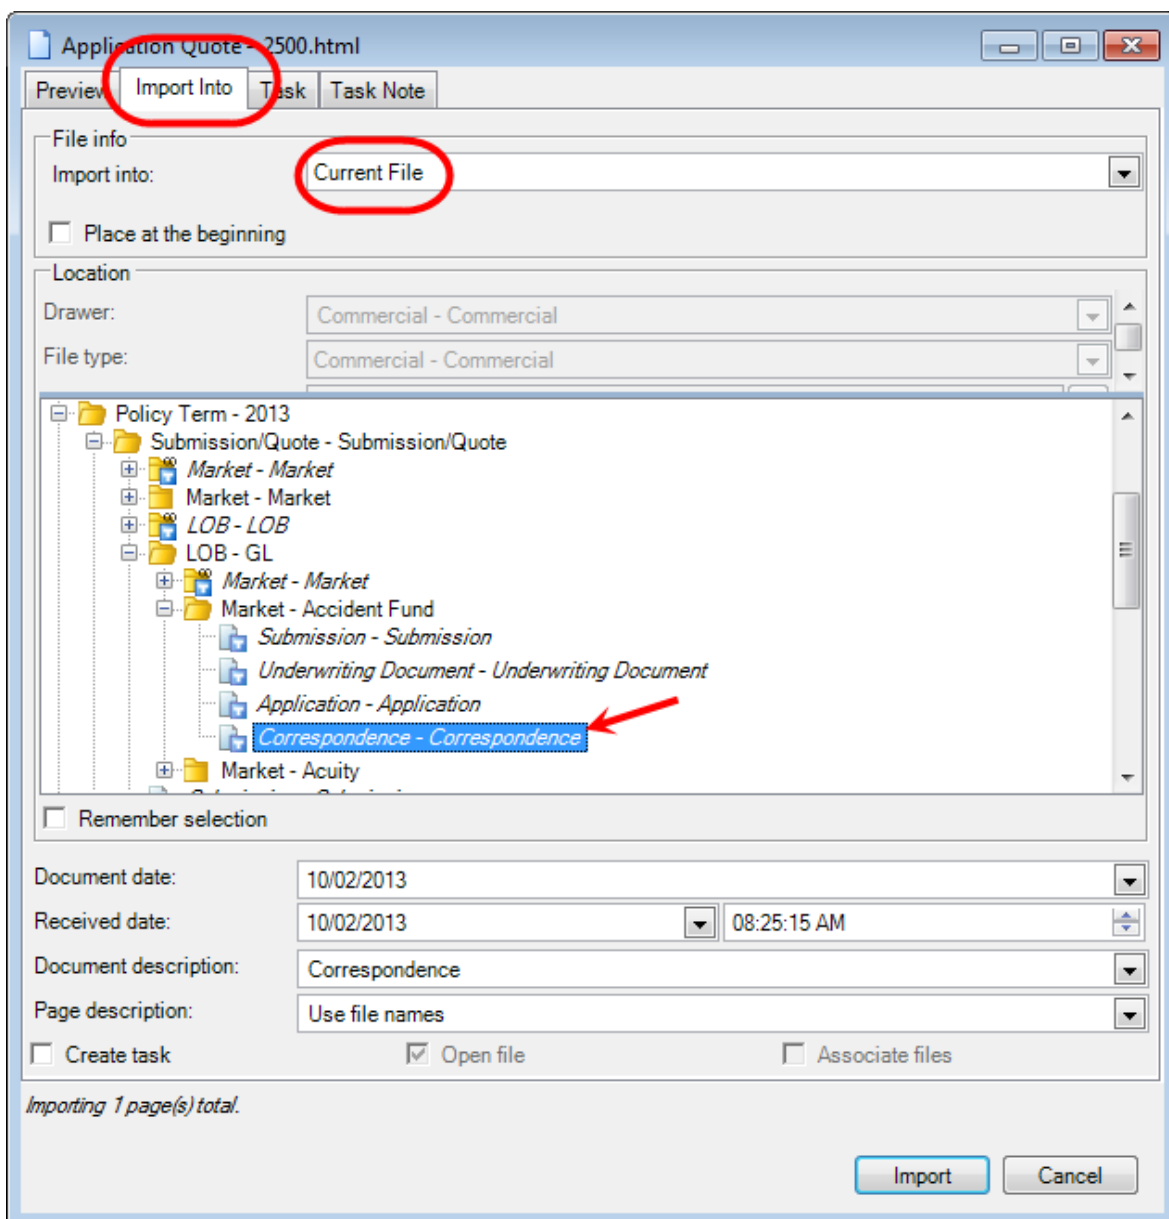 Application Quote - 2500.html
Preview Import Into Task Task Note
File info
Import into: Current File
Place at the beginning
Location
Drawer: Commercial - Commercial
File type: Commercial - Commercial
Policy Term - 2013
Submission/Quote - Submission/Quote
Market - Market
Market - Market
LOB - LOB
LOB - GL
Market - Market
Market - Accident Fund
Submission - Submission
Underwriting Document - Underwriting Document
Application - Application
Correspondence - Correspondence
Market - Acuity
Remember selection
Document date: 10/02/2013
Received date: 10/02/2013 08:25:15 AM
Document description: Correspondence
Page description: Use file names
Create task Open file Associate files
Importing 1 page(s) total.
Import Cancel